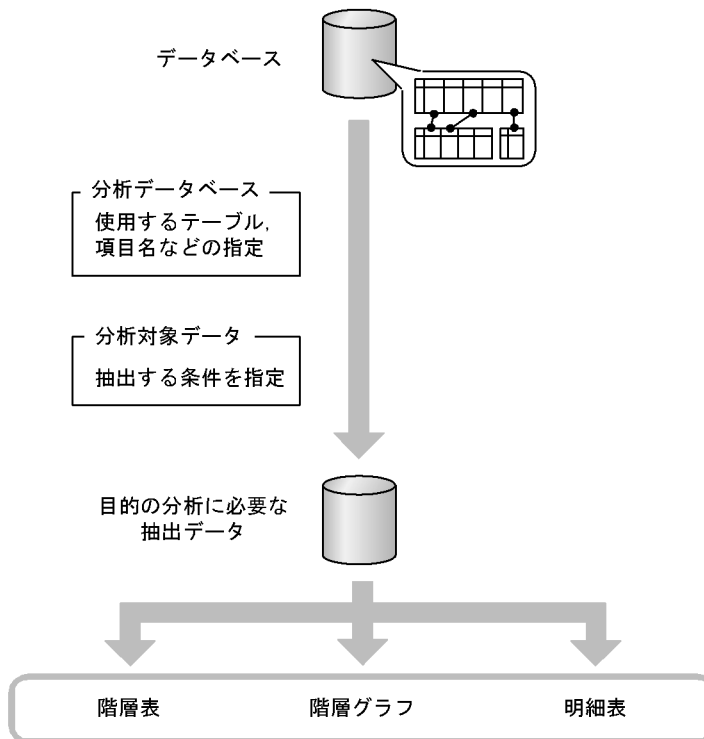 データベース
分析データベース
使用するテーブル,
項目名などの指定
分析対象データ
抽出する条件を指定
目的の分析に必要な
抽出データ
階層表
階層グラフ
明細表